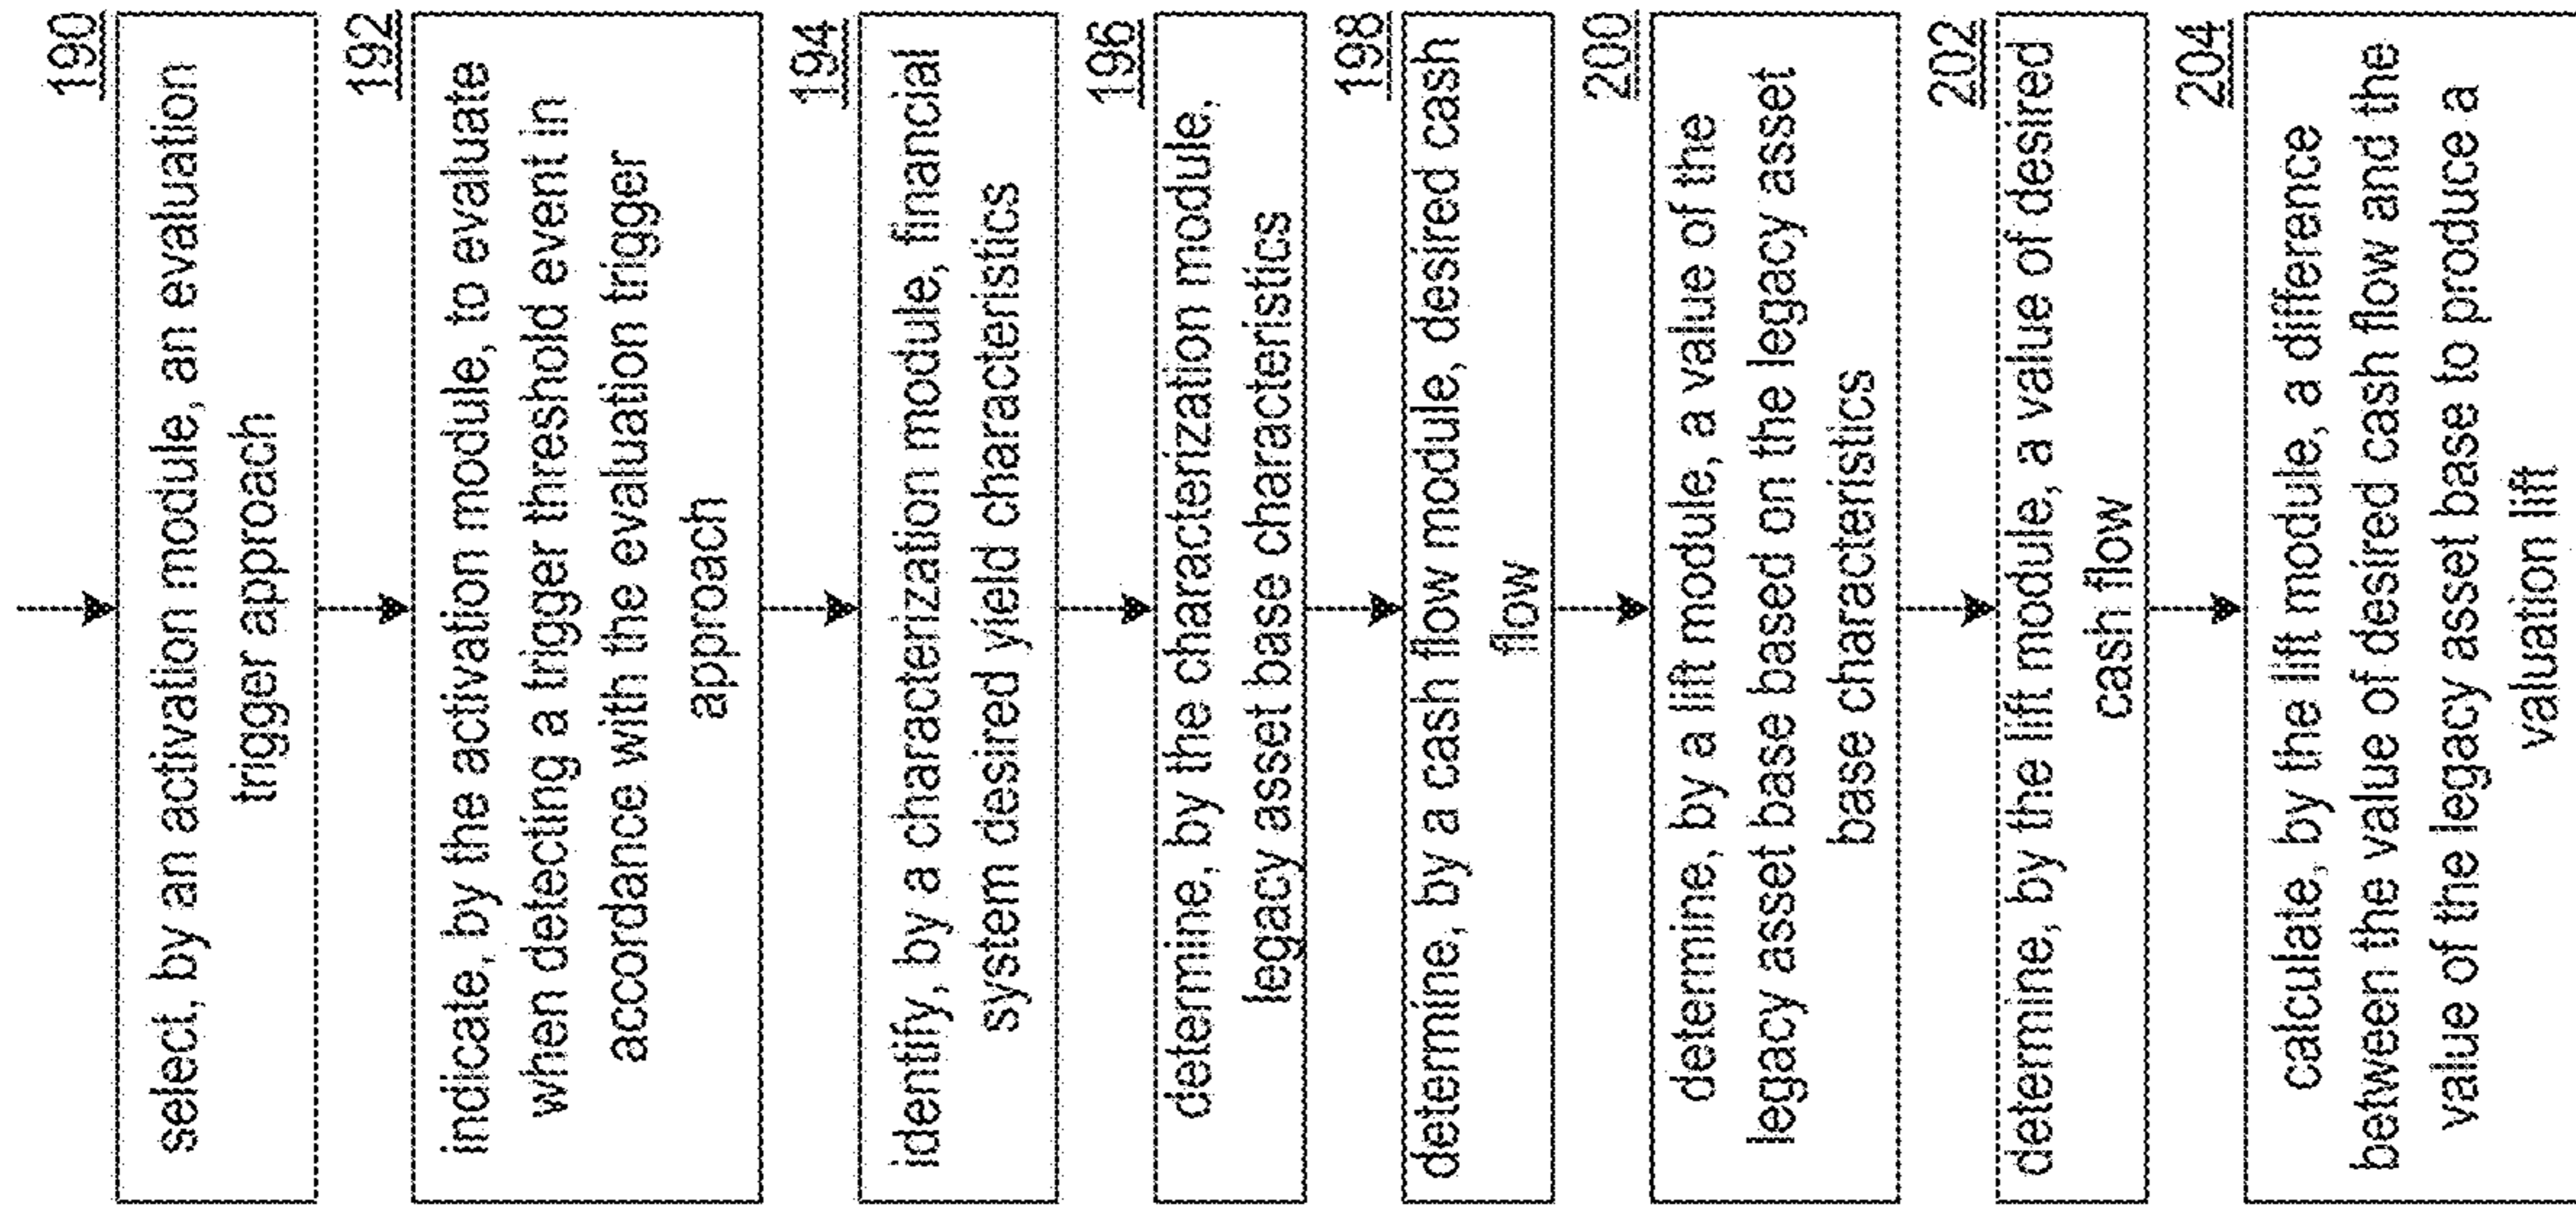 190
select, by an activation module, an evaluation
trigger approach
192
indicate, by the activation module, to evaluate
when detecting a trigger threshold event in
accordance with the evaluation trigger
approach
194
identify, by a characterization module, financial
system desired yield characteristics
196
determine, by the characterization module,
legacy asset base characteristics
198
determine, by a cash flow module, desired cash
flow
200
determine, by a lift module, a value of the
legacy asset base based on the legacy asset
base characteristics
202
determine, by the lift module, a value of desired
cash flow
204
calculate, by the lift module, a difference
between the value of desired cash flow and the
value of the legacy asset base to produce a
valuation lift